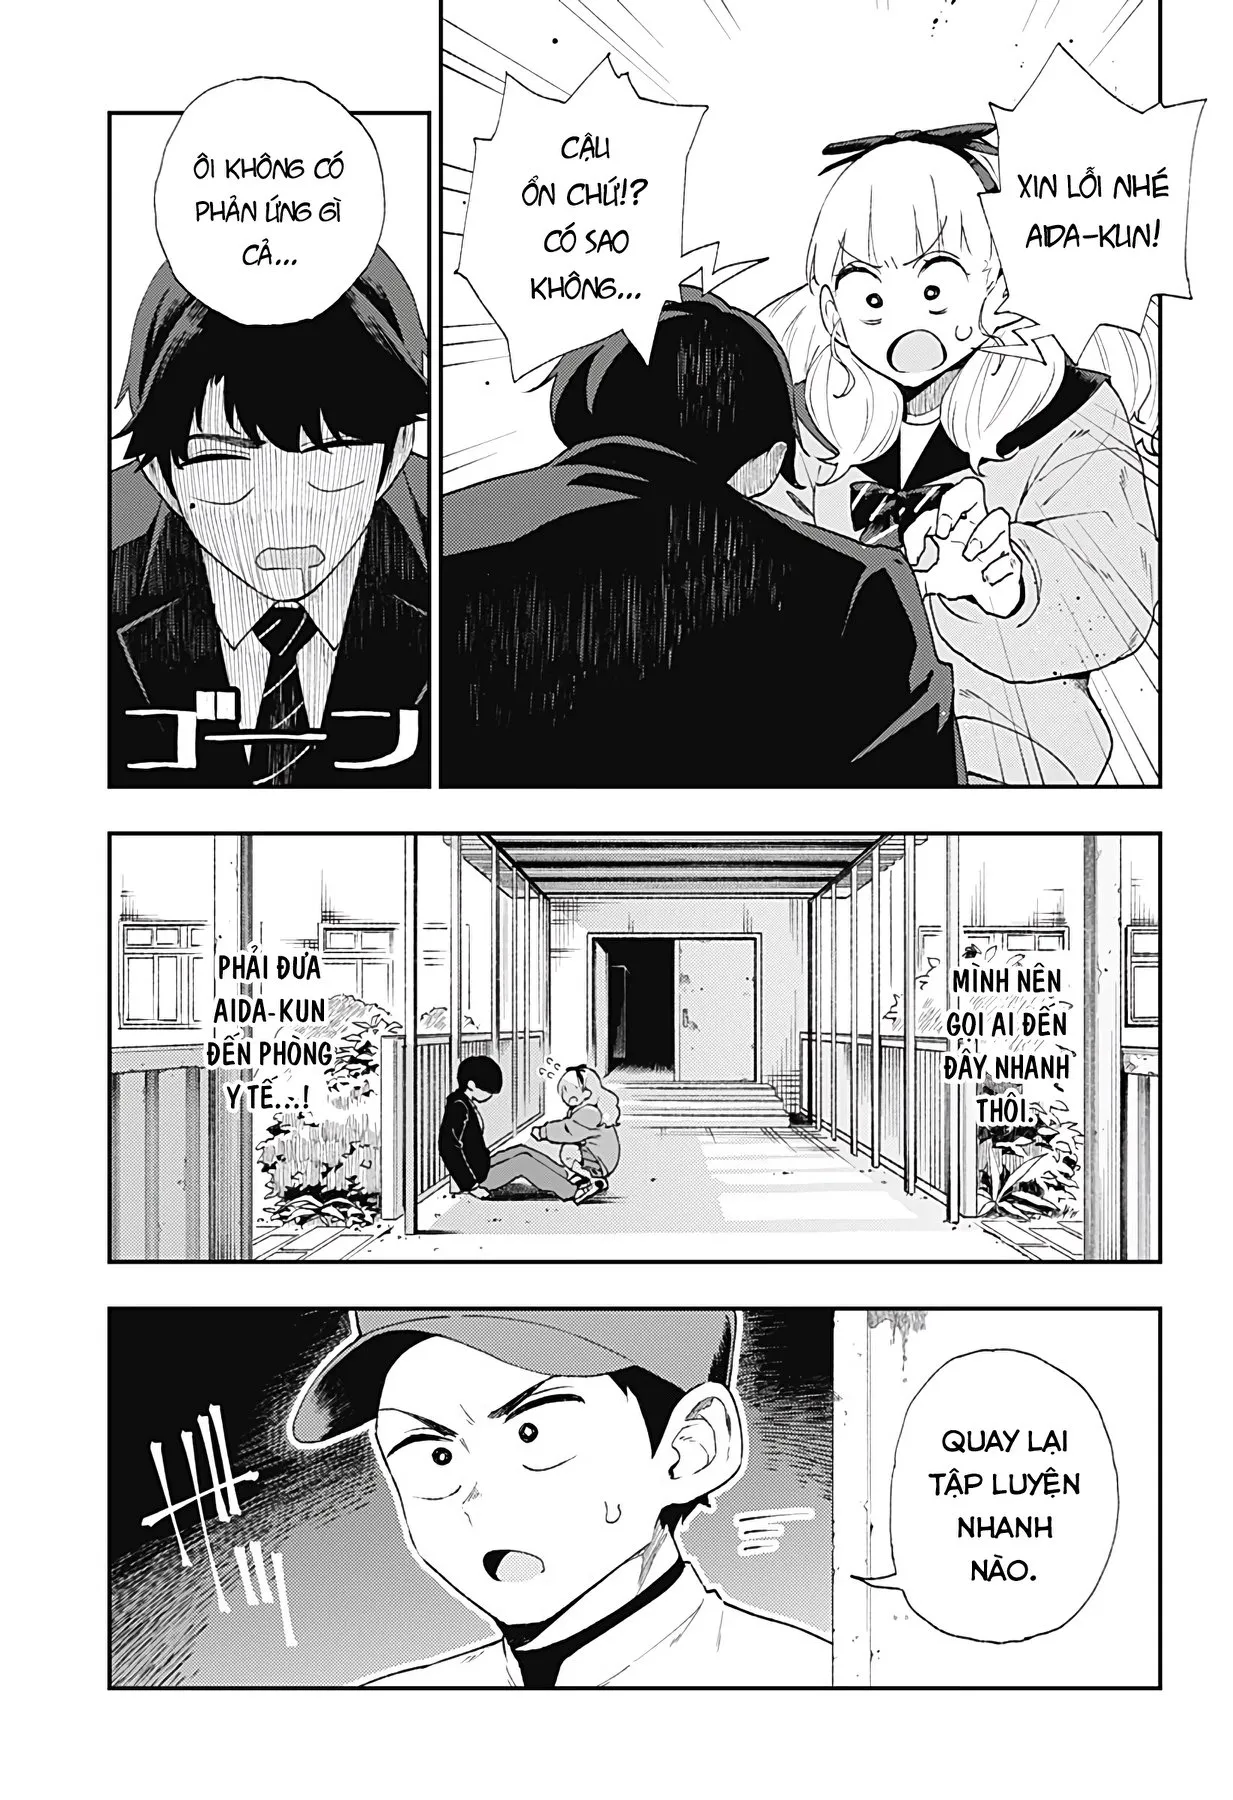 XIN LỖI NHÉ
AIDA-KUN!
CẬU
ỔN CHỨ!?
CÓ SAO
KHÔNG...
ÔI KHÔNG CÓ
PHẢN ỨNG GÌ
CẢ...
ゴーン
MÌNH NÊN
GỌI AI ĐẾN
ĐÂY NHANH
THÔI.
PHẢI ĐƯA
AIDA-KUN
ĐẾN PHÒNG
Y TẾ...!
QUAY LẠI
TẬP LUYỆN
NHANH
NÀO.